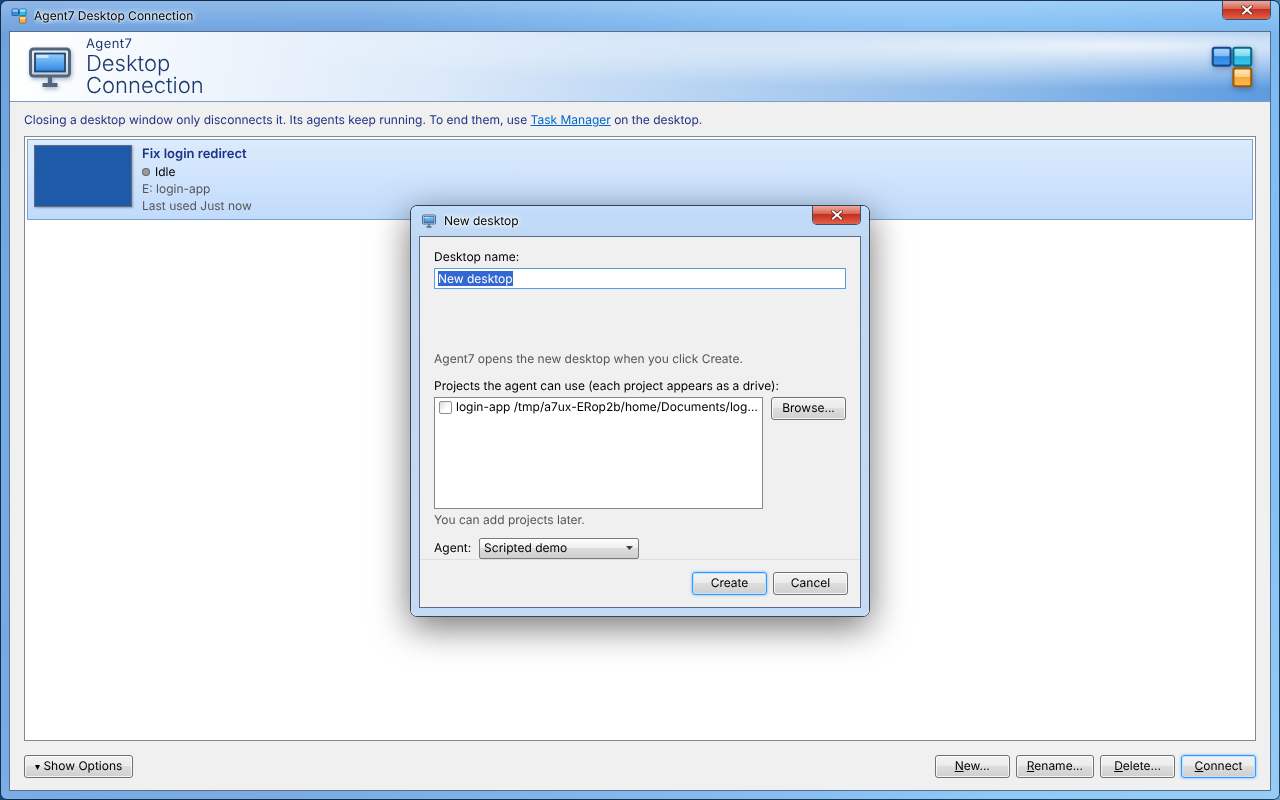 Agent7 Desktop Connection
Agent7
Desktop
Connection
Closing a desktop window only disconnects it. Its agents keep running. To end them, use Task Manager on the desktop.
Fix login redirect
Idle
E: login-app
Last used Just now
New desktop
Desktop name:
New desktop
Agent7 opens the new desktop when you click Create.
Projects the agent can use (each project appears as a drive):
login-app /tmp/a7ux-ERop2b/home/Documents/log...
Browse...
You can add projects later.
Agent: Scripted demo
Create Cancel
Show Options New... Rename... Delete... Connect